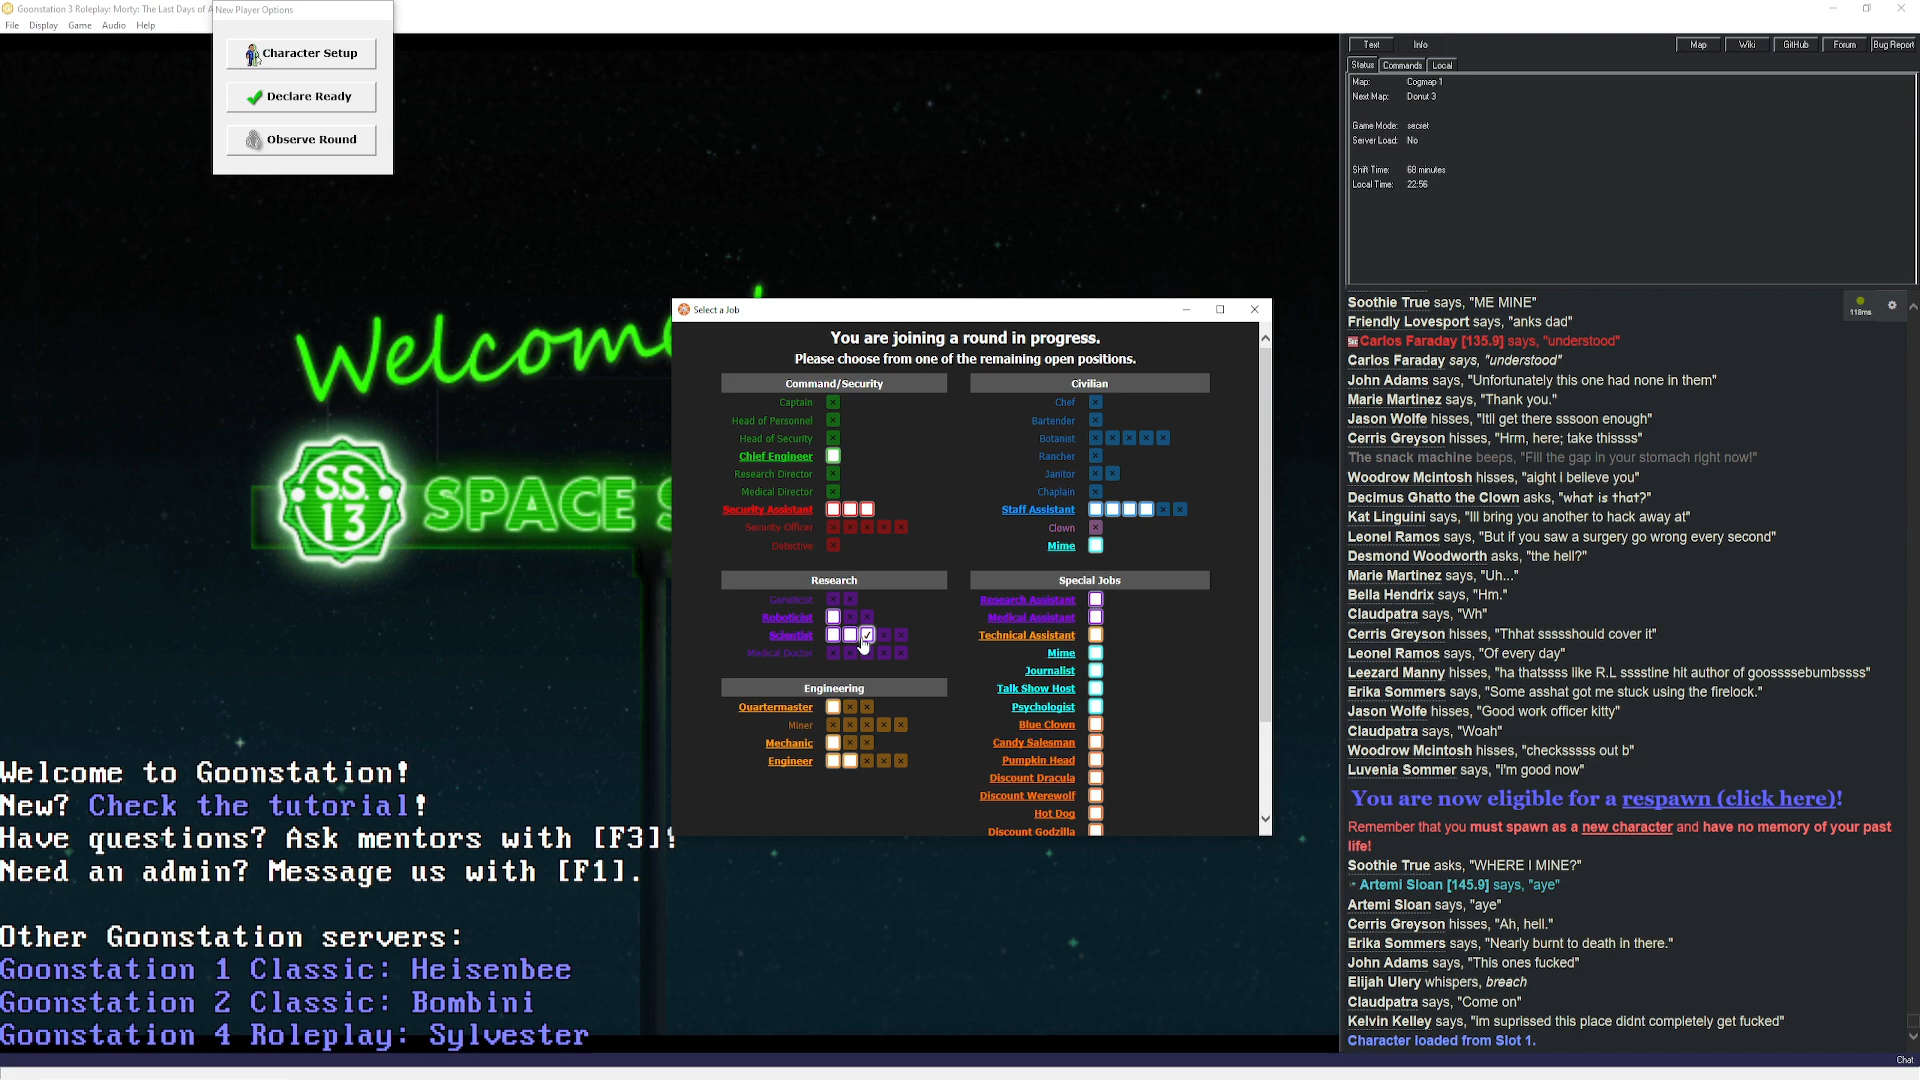 Goonstation 3 Roleplay: Morty: The Last Days of A
File Display Game Audio Help
New Player Options
Character Setup
Declare Ready
Observe Round
Welcome
S.S.
13
SPACE S
Welcome to Goonstation!
New? Check the tutorial!
Have questions? Ask mentors with [F3]!
Need an admin? Message us with [F1].
Other Goonstation servers:
Goonstation 1 Classic: Heisenbee
Goonstation 2 Classic: Bombini
Goonstation 4 Roleplay: Sylvester
Select a Job
You are joining a round in progress.
Please choose from one of the remaining open positions.
Command/Security
Captain
Head of Personnel
Head of Security
Chief Engineer
Research Director
Medical Director
Security Assistant
Security Officer
Detective
Research
Geneticist
Roboticist
Scientist
Medical Doctor
Engineering
Quartermaster
Miner
Mechanic
Engineer
Civilian
Chef
Bartender
Botanist
Rancher
Janitor
Chaplain
Staff Assistant
Clown
Mime
Special Jobs
Research Assistant
Medical Assistant
Technical Assistant
Mime
Journalist
Talk Show Host
Psychologist
Blue Clown
Candy Salesman
Pumpkin Head
Discount Dracula
Discount Werewolf
Hot Dog
Discount Godzilla
Text Info Map Wiki GitHub Forum Bug Report
Status Commands Local
Map: Cogmap 1
Next Map: Donut 3
Game Mode: secret
Server Load: No
Shift Time: 68 minutes
Local Time: 22:56
118ms
Soothie True says, "ME MINE"
Friendly Lovesport says, "anks dad"
Carlos Faraday [135.9] says, "understood"
Carlos Faraday says, "understood"
John Adams says, "Unfortunately this one had none in them"
Marie Martinez says, "Thank you."
Jason Wolfe hisses, "Itll get there sssoon enough"
Cerris Greyson hisses, "Hrm, here; take thissss"
The snack machine beeps, "Fill the gap in your stomach right now!"
Woodrow Mcintosh hisses, "aight i believe you"
Decimus Ghatto the Clown asks, "what is that?"
Kat Linguini says, "Ill bring you another to hack away at"
Leonel Ramos says, "But if you saw a surgery go wrong every second"
Desmond Woodworth asks, "the hell?"
Marie Martinez says, "Uh..."
Bella Hendrix says, "Hm."
Claudpatra says, "Wh"
Cerris Greyson hisses, "Thhat ssssshould cover it"
Leonel Ramos says, "Of every day"
Leezard Manny hisses, "ha thatssss like R.L sssstine hit author of goossssebumbssss"
Erika Sommers says, "Some asshat got me stuck using the firelock."
Jason Wolfe hisses, "Good work officer kitty"
Claudpatra says, "Woah"
Woodrow Mcintosh hisses, "checksssss out b"
Luvenia Sommer says, "i'm good now"
You are now eligible for a respawn (click here)!
Remember that you must spawn as a new character and have no memory of your past
life!
Soothie True asks, "WHERE I MINE?"
Artemi Sloan [145.9] says, "aye"
Artemi Sloan says, "aye"
Cerris Greyson hisses, "Ah, hell."
Erika Sommers says, "Nearly burnt to death in there."
John Adams says, "This ones fucked"
Elijah Ulery whispers, breach
Claudpatra says, "Come on"
Kelvin Kelley says, "im suprissed this place didnt completely get fucked"
Character loaded from Slot 1.
Chat